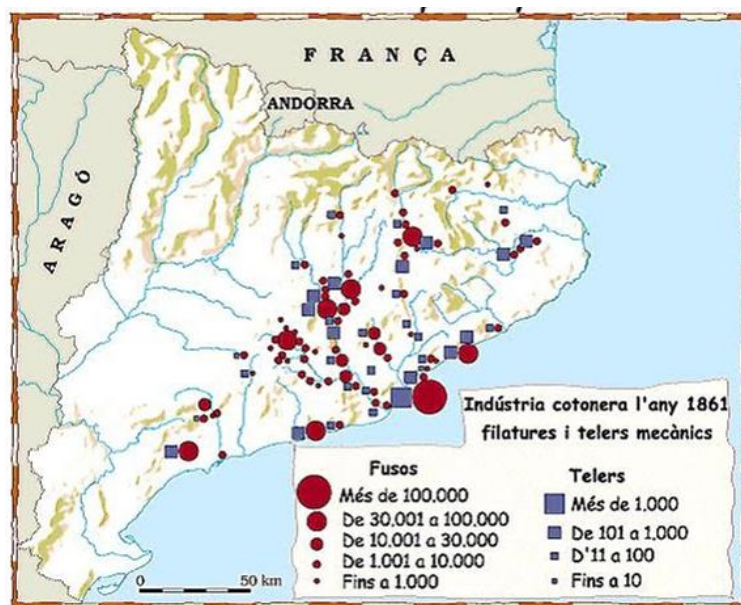 FRANÇA
ANDORRA
ARAGÓ
Indústria cotonera l'any 1861
filatures i telers mecànics
Fusos
Més de 100.000
De 30.001 a 100.000
De 10.001 a 30.000
De 1.001 a 10.000
Fins a 1.000
Telers
Més de 1.000
De 101 a 1.000
D'11 a 100
Fins a 10
0 50 km